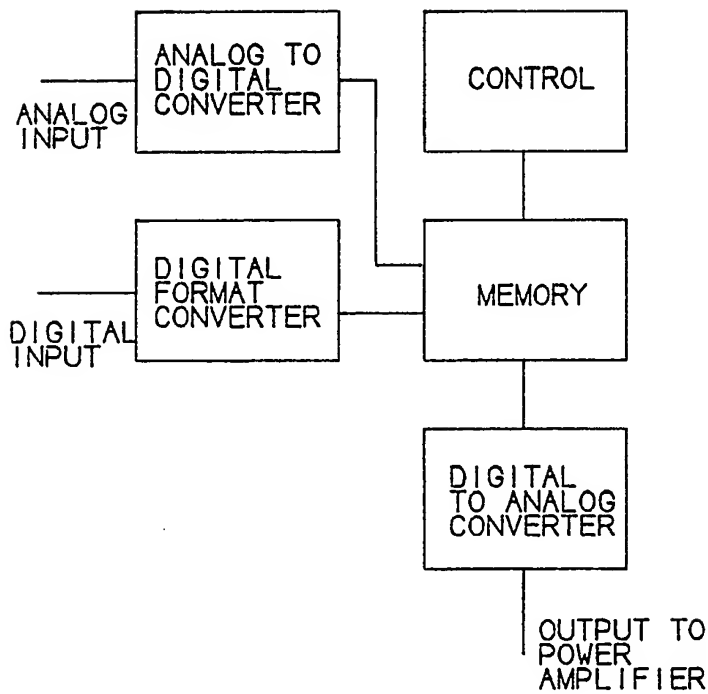 ANALOG TO
DIGITAL
CONVERTER
CONTROL
ANALOG
INPUT
DIGITAL
FORMAT
CONVERTER
MEMORY
DIGITAL
INPUT
DIGITAL
TO ANALOG
CONVERTER
OUTPUT TO
POWER
AMPLIFIER